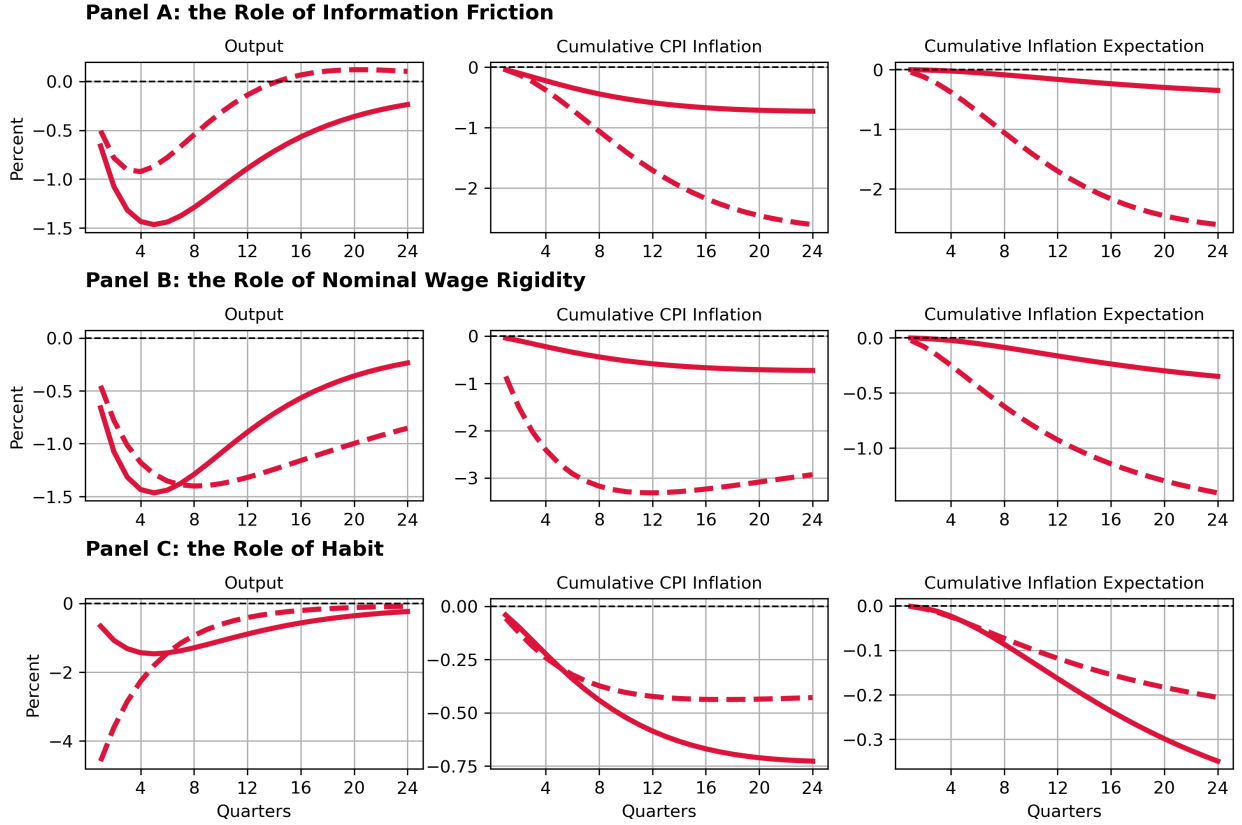 Panel A: the Role of Information Friction
Output
Cumulative CPI Inflation
Cumulative Inflation Expectation
Percent
0.0
−0.5
−1.0
−1.5
4 8 12 16 20 24
0
−1
−2
4 8 12 16 20 24
0
−1
−2
4 8 12 16 20 24
Panel B: the Role of Nominal Wage Rigidity
Output
Cumulative CPI Inflation
Cumulative Inflation Expectation
Percent
0.0
−0.5
−1.0
−1.5
4 8 12 16 20 24
0
−1
−2
−3
4 8 12 16 20 24
0.0
−0.5
−1.0
4 8 12 16 20 24
Panel C: the Role of Habit
Output
Cumulative CPI Inflation
Cumulative Inflation Expectation
Percent
0
−2
−4
4 8 12 16 20 24
Quarters
0.00
−0.25
−0.50
−0.75
4 8 12 16 20 24
Quarters
0.0
−0.1
−0.2
−0.3
4 8 12 16 20 24
Quarters